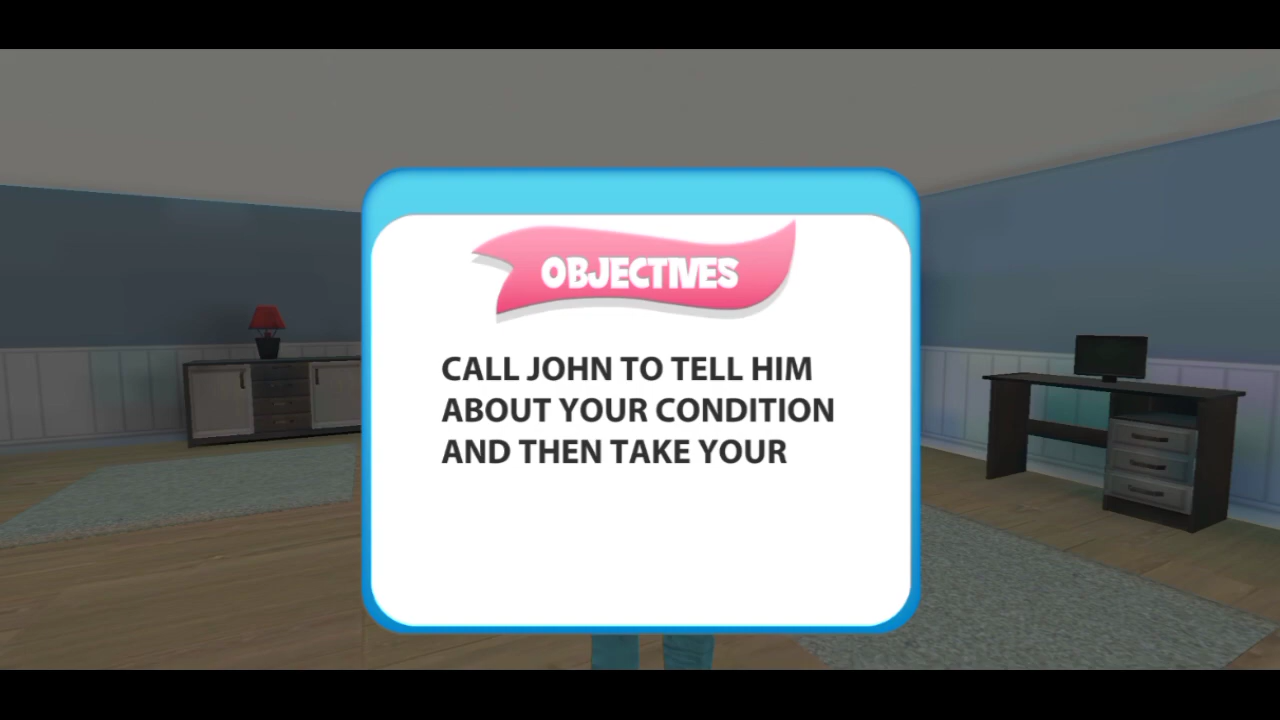 OBJECTIVES
CALL JOHN TO TELL HIM
ABOUT YOUR CONDITION
AND THEN TAKE YOUR